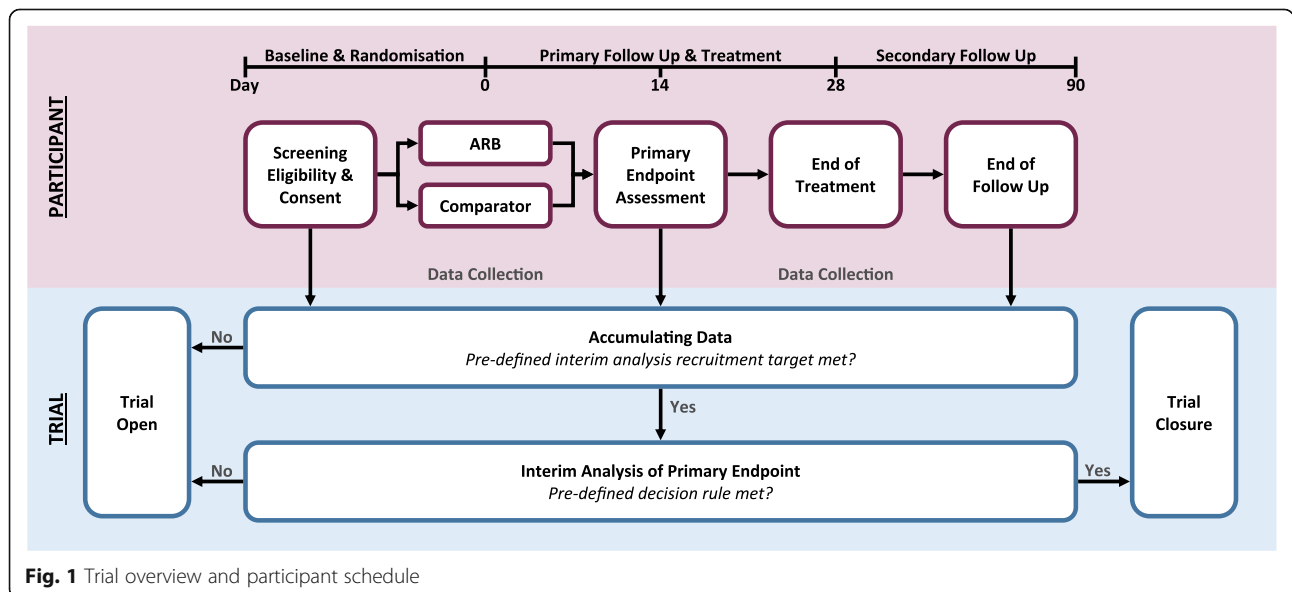 Baseline & Randomisation
Primary Follow Up & Treatment
Secondary Follow Up
Day
0
14
28
90
PARTICIPANT
Screening
Eligibility &
Consent
ARB
Comparator
Primary
Endpoint
Assessment
End of
Treatment
End of
Follow Up
Data Collection
Data Collection
TRIAL
Trial
Open
No
Accumulating Data
Pre-defined interim analysis recruitment target met?
Yes
No
Interim Analysis of Primary Endpoint
Pre-defined decision rule met?
Yes
Trial
Closure
Fig. 1 Trial overview and participant schedule